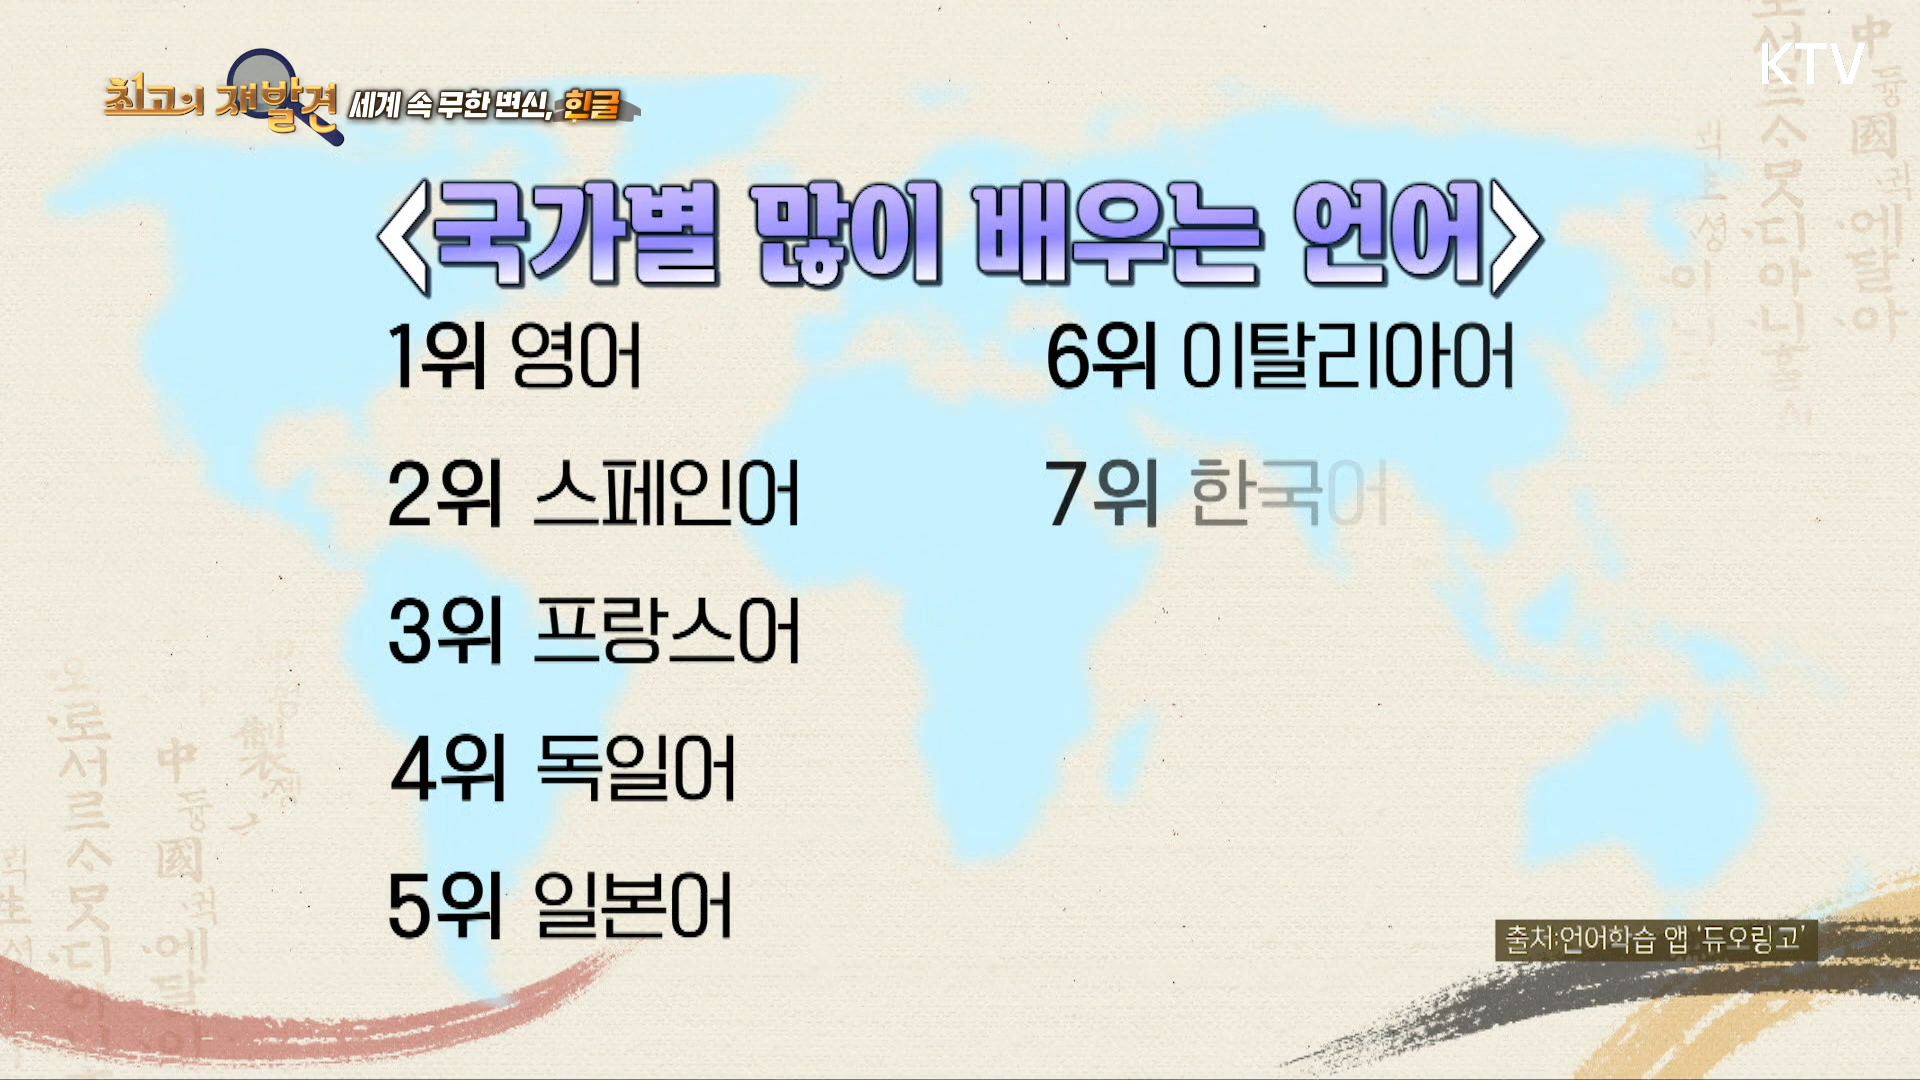 최고의 재발견 세계 속 무한 변신, 한글
KTV
<국가별 많이 배우는 언어>
1위 영어
2위 스페인어
3위 프랑스어
4위 독일어
5위 일본어
6위 이탈리아어
7위 한국어
출처:언어학습 앱 '듀오링고'